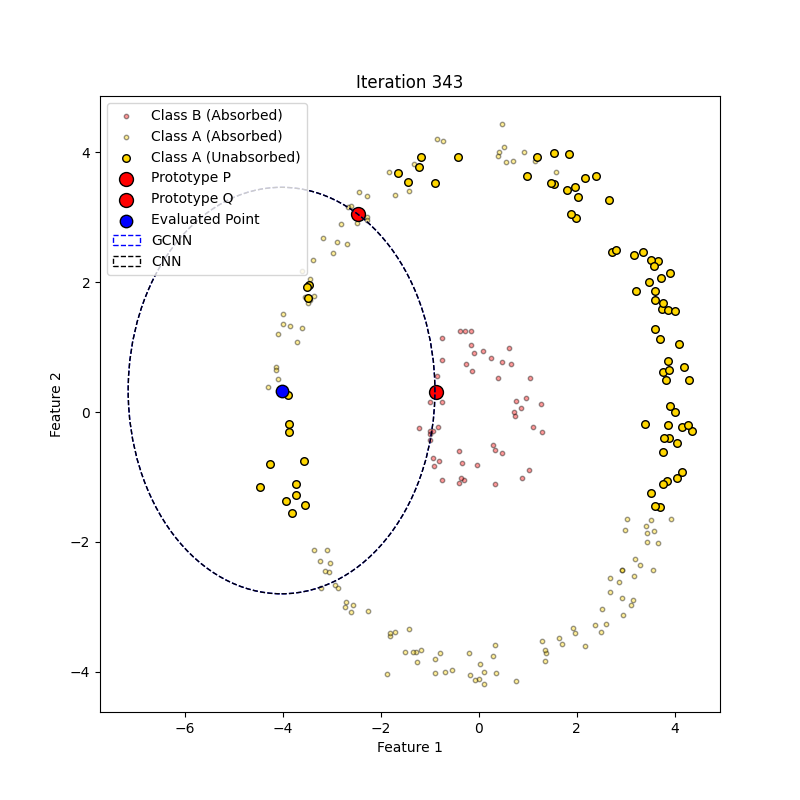 Iteration 343
Class B (Absorbed)
Class A (Absorbed)
Class A (Unabsorbed)
Prototype P
Prototype Q
Evaluated Point
GCNN
CNN
4
2
0
−2
−4
Feature 2
−6 −4 −2 0 2 4
Feature 1